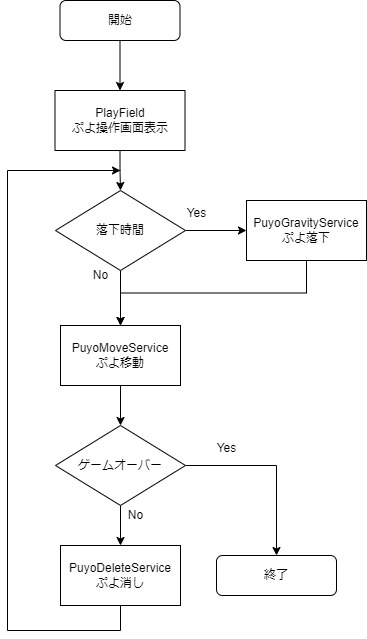 開始
PlayField
ぷよ操作画面表示
落下時間
Yes
PuyoGravityService
ぷよ落下
No
PuyoMoveService
ぷよ移動
ゲームオーバー
Yes
No
PuyoDeleteService
ぷよ消し
終了